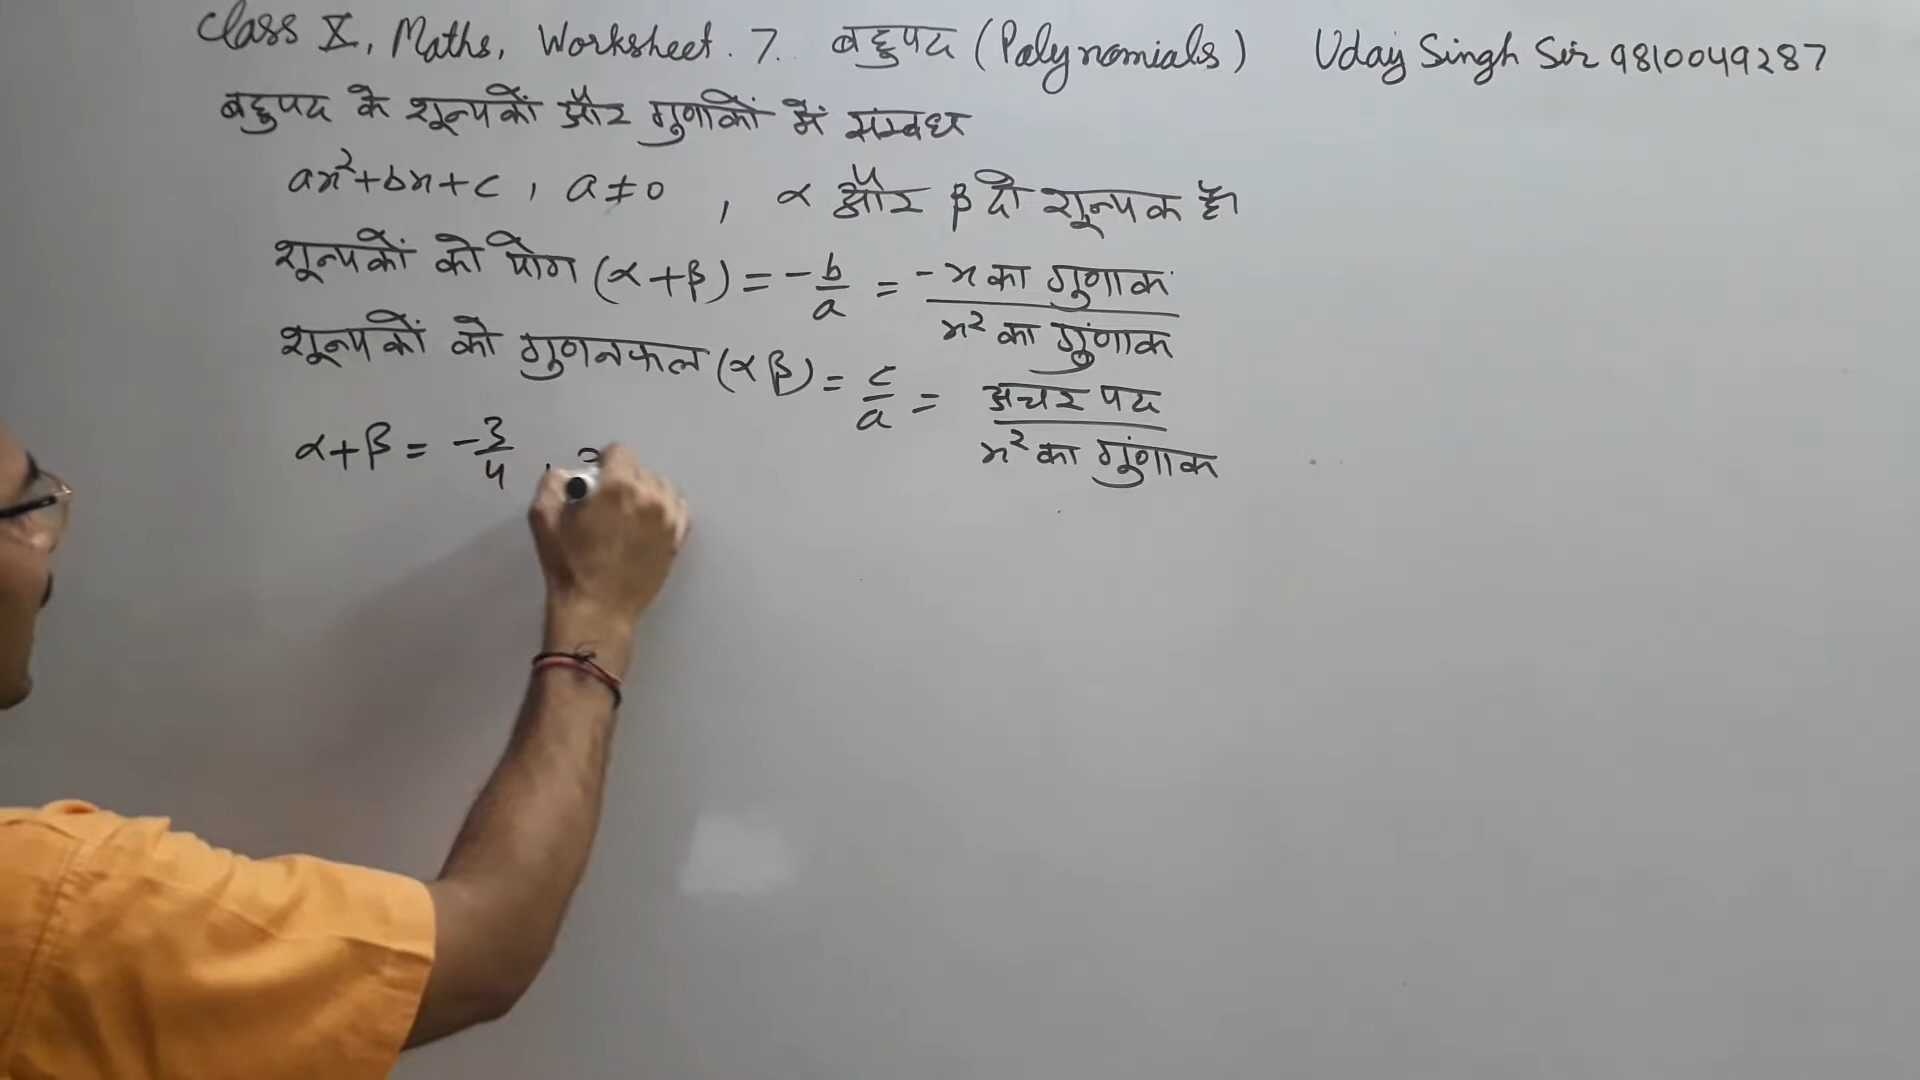 Class X, Maths, Worksheet. 7. बहुपद (Polynomials) Uday Singh Sir 9810049287
बहुपद के शून्यकों और गुणांकों में सम्बंध
ax²+bx+c, a≠0, α और β दो शून्यक हैं।
शून्यकों को योग (α+β) = -b/a = -x का गुणांक / x² का गुणांक
शून्यकों को गुणनफल (αβ) = c/a = अचर पद / x² का गुणांक
α+β = -3/4 ,